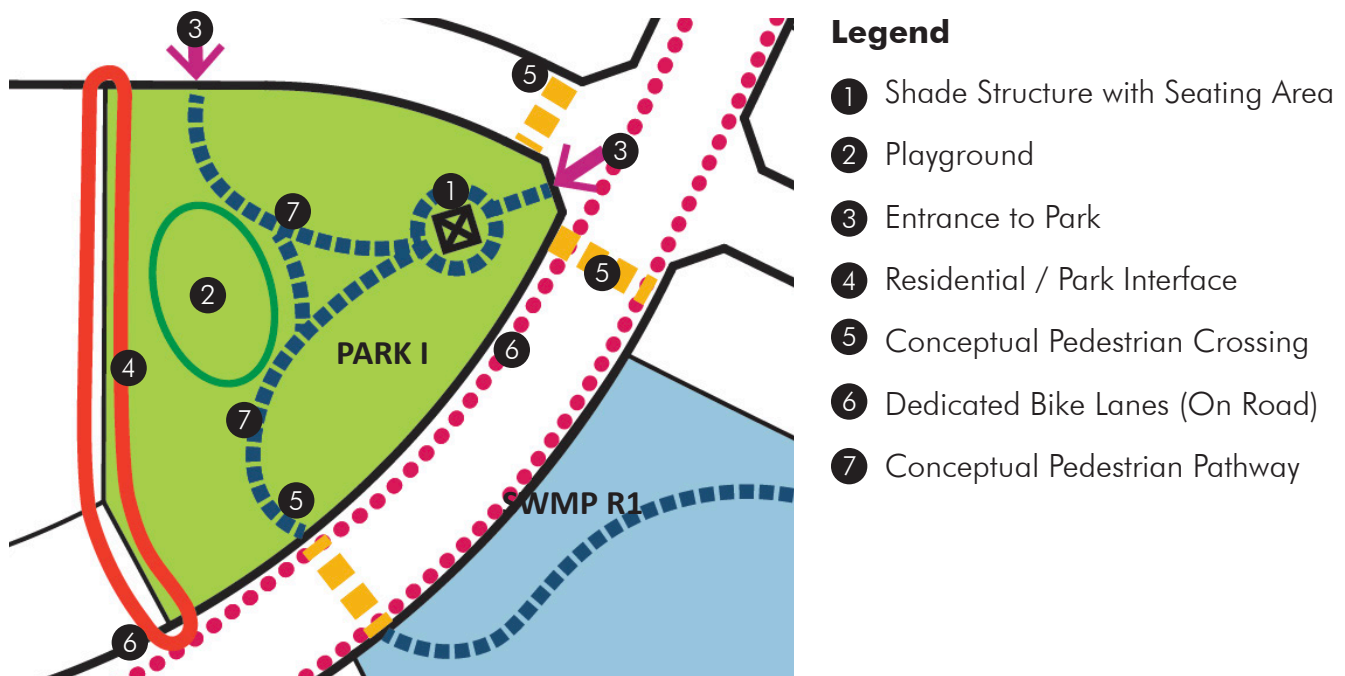 3
5
3
1
7
2
5
PARK I
6
4
7
5
SWMP R1
6
Legend
1 Shade Structure with Seating Area
2 Playground
3 Entrance to Park
4 Residential / Park Interface
5 Conceptual Pedestrian Crossing
6 Dedicated Bike Lanes (On Road)
7 Conceptual Pedestrian Pathway